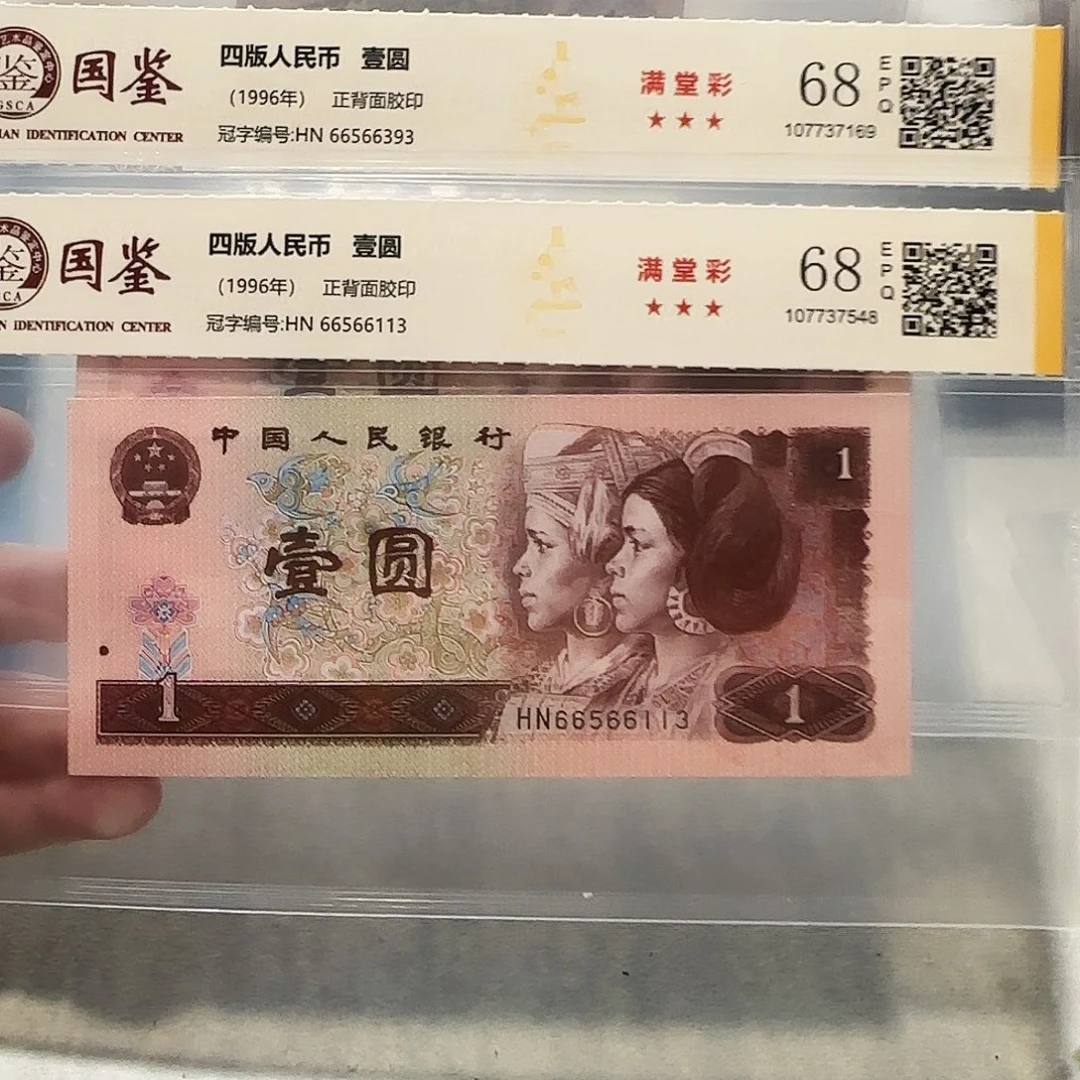 国鉴
GSCA
IAN IDENTIFICATION CENTER
四版人民币 壹圆
(1996年) 正背面胶印
冠字编号:HN 66566393
满堂彩
★★★
68
EPQ
107737169
国鉴
SCA
N IDENTIFICATION CENTER
四版人民币 壹圆
(1996年) 正背面胶印
冠字编号:HN 66566113
满堂彩
★★★
68
EPQ
107737548
中国人民银行
1
壹圆
1
HN66566113
1